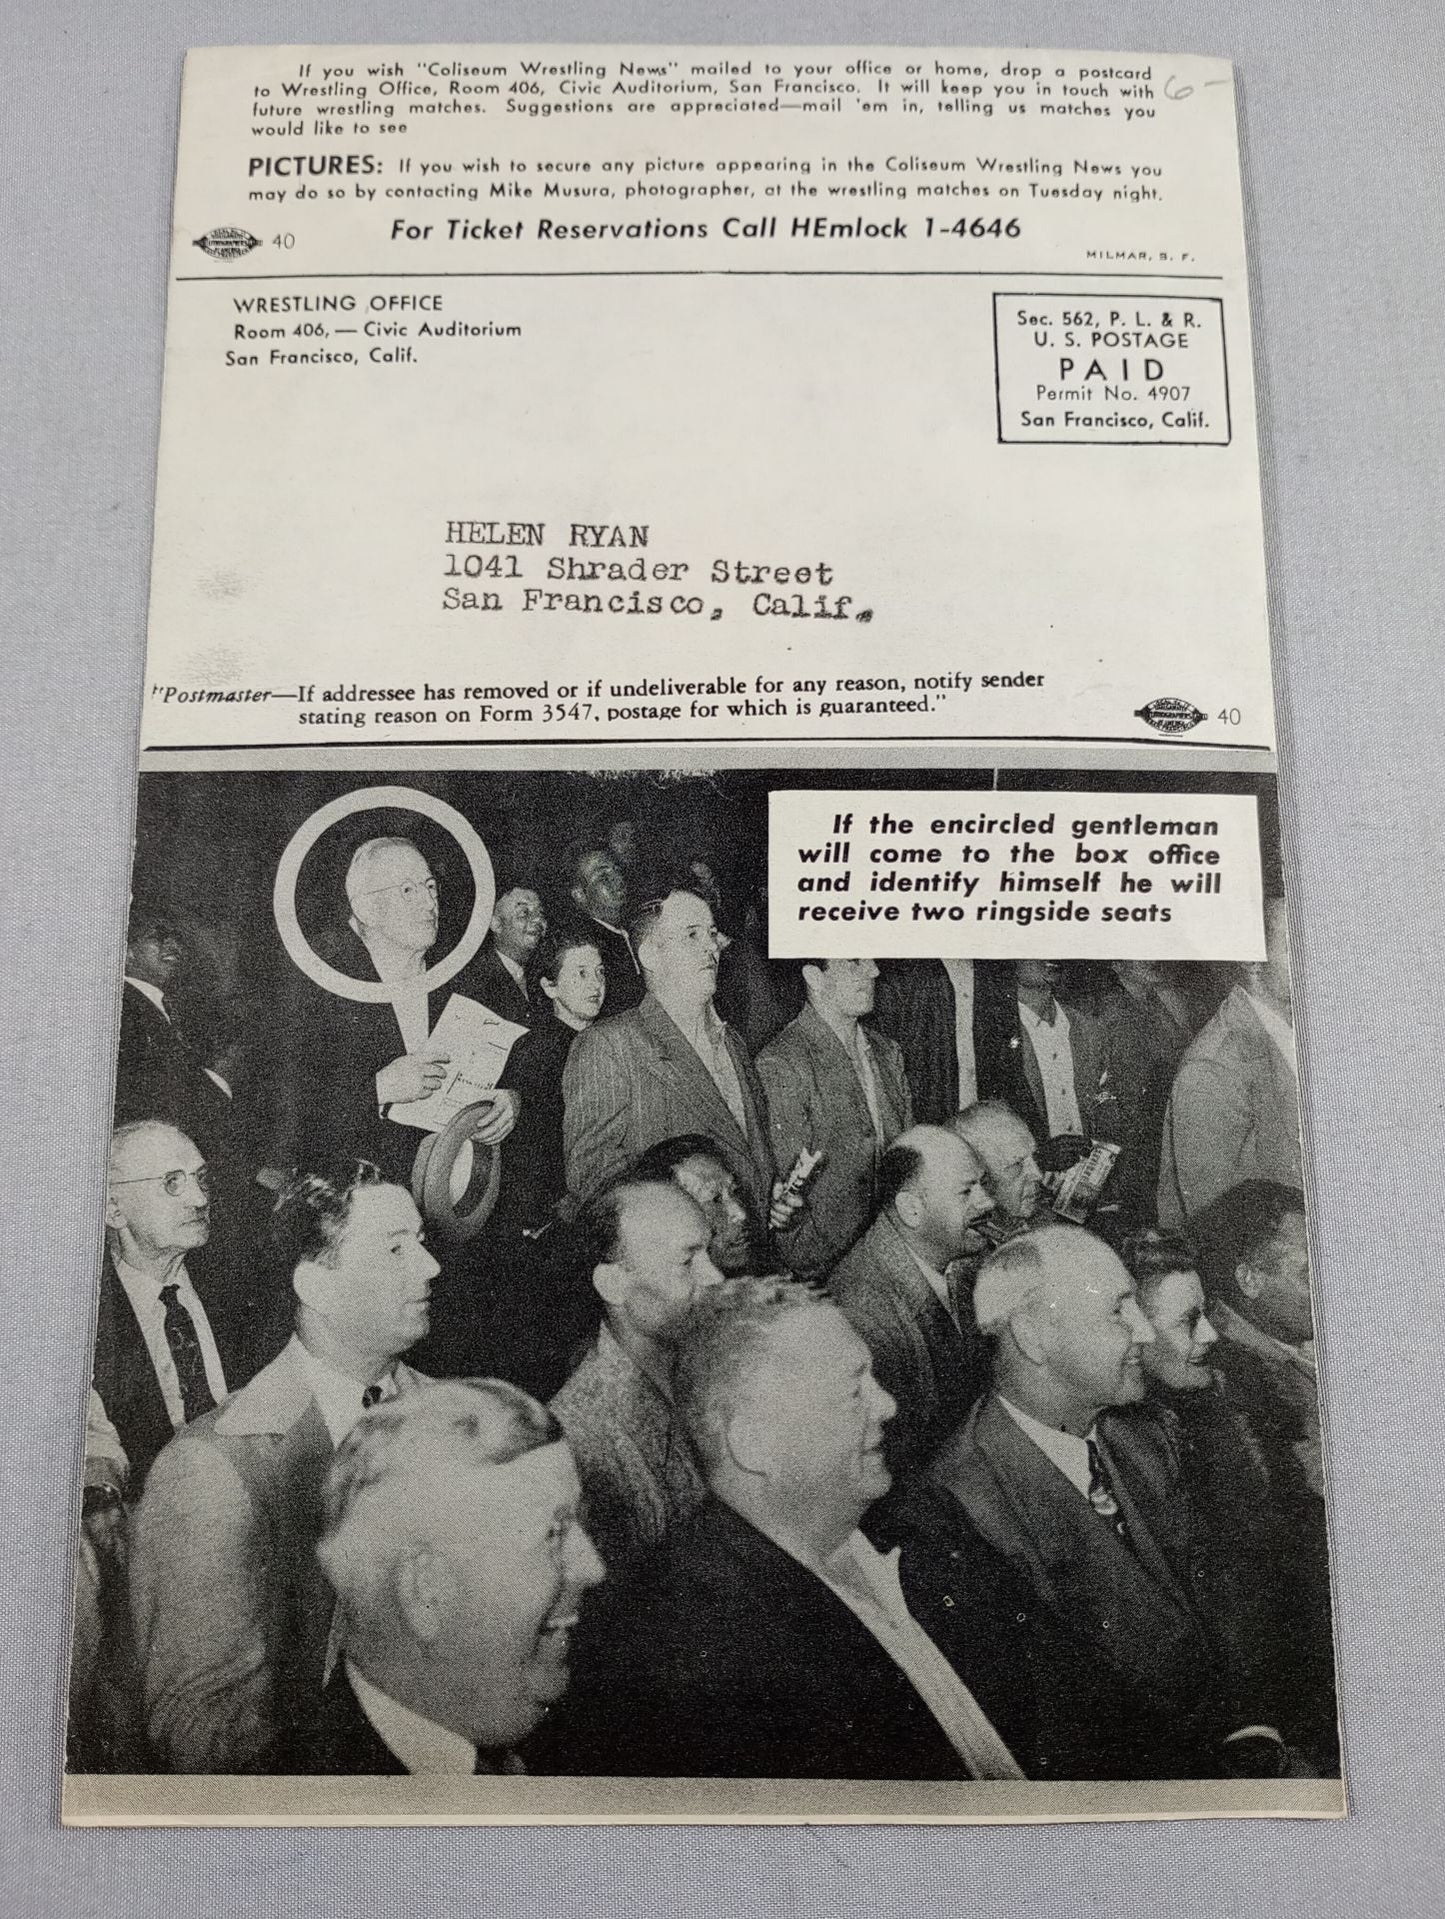 If you wish "Coliseum Wrestling News" mailed to your office or home, drop a postcard
to Wrestling Office, Room 406, Civic Auditorium, San Francisco. It will keep you in touch with
future wrestling matches. Suggestions are appreciated—mail 'em in, telling us matches you
would like to see
PICTURES: If you wish to secure any picture appearing in the Coliseum Wrestling News you
may do so by contacting Mike Musura, photographer, at the wrestling matches on Tuesday night.
For Ticket Reservations Call HEmlock 1-4646
40
MILMAR, S. F.
WRESTLING OFFICE
Room 406, — Civic Auditorium
San Francisco, Calif.
Sec. 562, P. L. & R.
U. S. POSTAGE
PAID
Permit No. 4907
San Francisco, Calif.
HELEN RYAN
1041 Shrader Street
San Francisco, Calif.
"Postmaster—If addressee has removed or if undeliverable for any reason, notify sender
stating reason on Form 3547, postage for which is guaranteed."
40
If the encircled gentleman
will come to the box office
and identify himself he will
receive two ringside seats